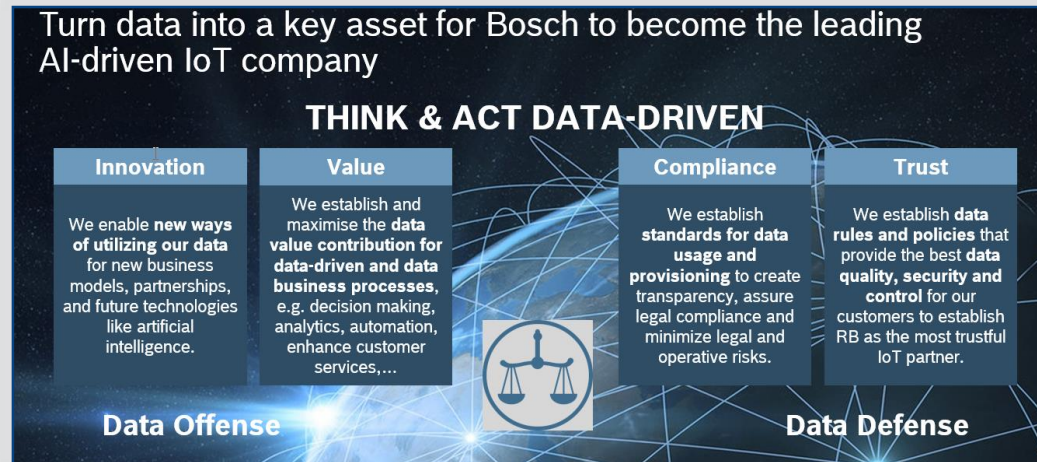 Turn data into a key asset for Bosch to become the leading
AI-driven IoT company
THINK & ACT DATA-DRIVEN
Innovation
We enable new ways
of utilizing our data
for new business
models, partnerships,
and future technologies
like artificial
intelligence.
Value
We establish and
maximise the data
value contribution for
data-driven and data
business processes,
e.g. decision making,
analytics, automation,
enhance customer
services,...
Compliance
We establish
standards for data
usage and
provisioning to create
transparency, assure
legal compliance and
minimize legal and
operative risks.
Trust
We establish data
rules and policies that
provide the best data
quality, security and
control for our
customers to establish
RB as the most trustful
IoT partner.
Data Offense
Data Defense